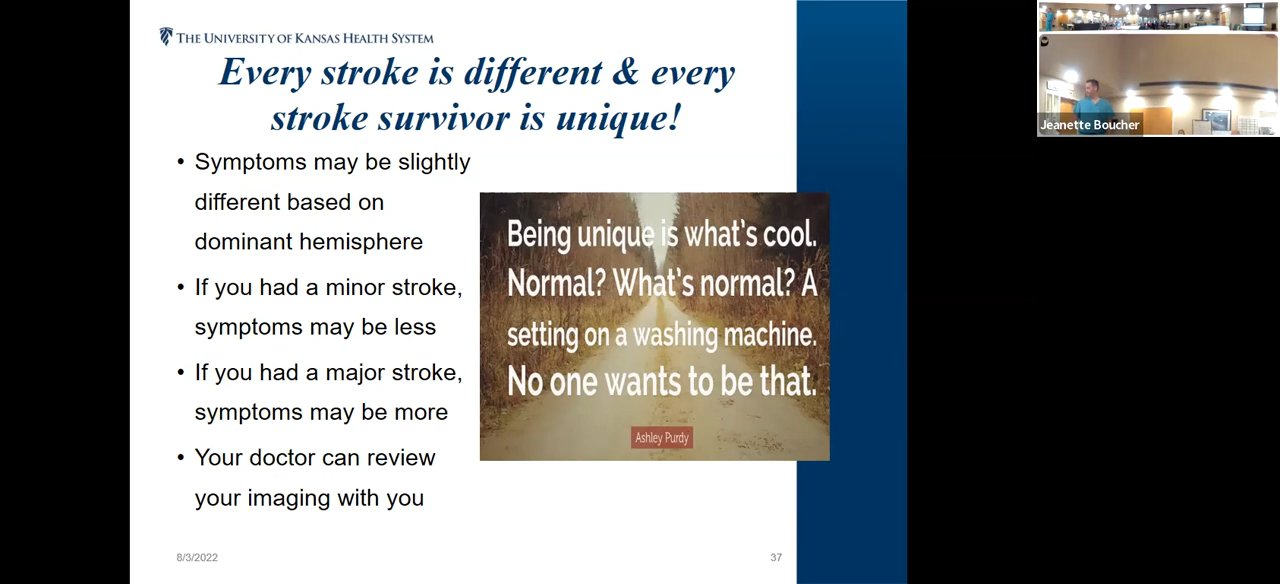 THE UNIVERSITY OF KANSAS HEALTH SYSTEM
Every stroke is different & every
stroke survivor is unique!
• Symptoms may be slightly
different based on
dominant hemisphere
• If you had a minor stroke,
symptoms may be less
• If you had a major stroke,
symptoms may be more
• Your doctor can review
your imaging with you
Being unique is what's cool.
Normal? What's normal? A
setting on a washing machine.
No one wants to be that.
Ashley Purdy
8/3/2022
37
Jeanette Boucher